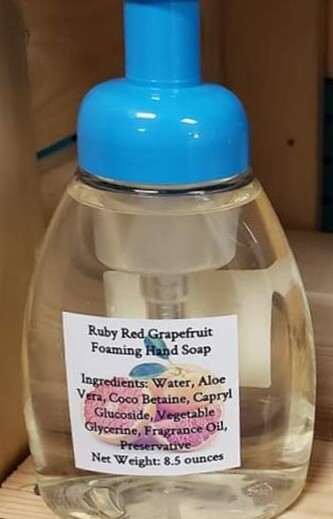 Ruby Red Grapefruit
Foaming Hand Soap
Ingredients: Water, Aloe
Vera, Coco Betaine, Capryl
Glucoside, Vegetable
Glycerine, Fragrance Oil,
Preservative
Net Weight: 8.5 ounces